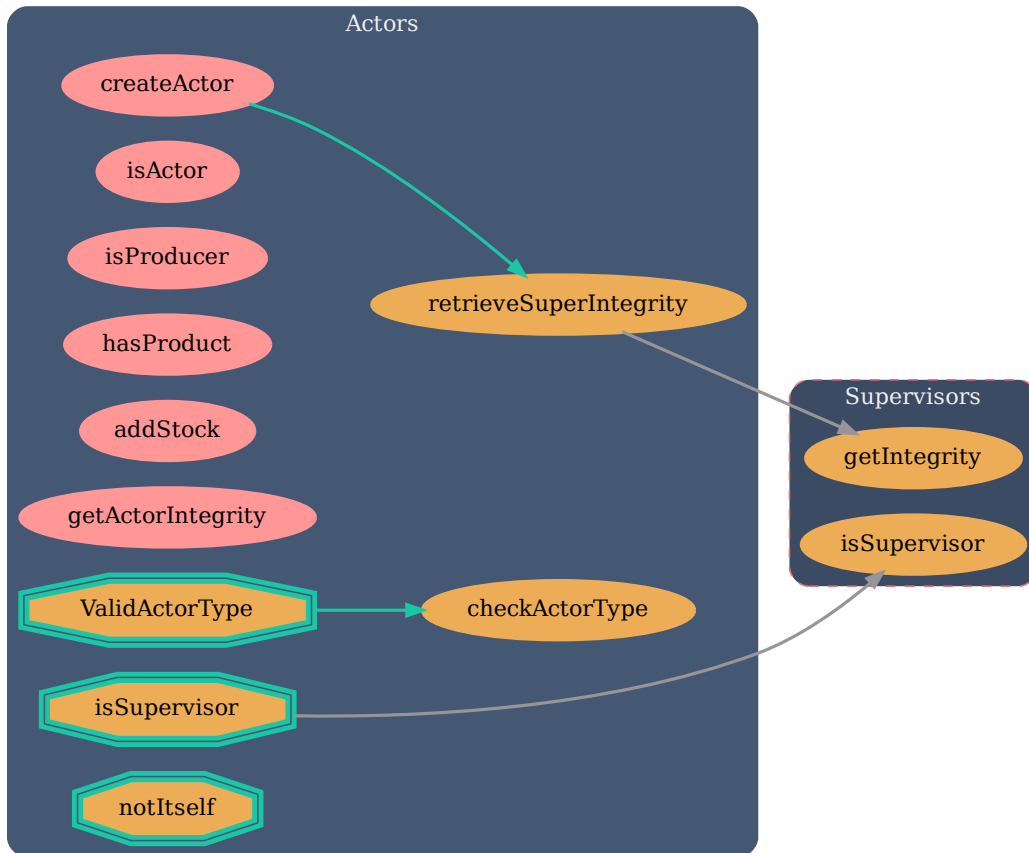 Actors
createActor
isActor
isProducer
retrieveSuperIntegrity
hasProduct
Supervisors
addStock
getIntegrity
getActorIntegrity
isSupervisor
ValidActorType
checkActorType
isSupervisor
notItself